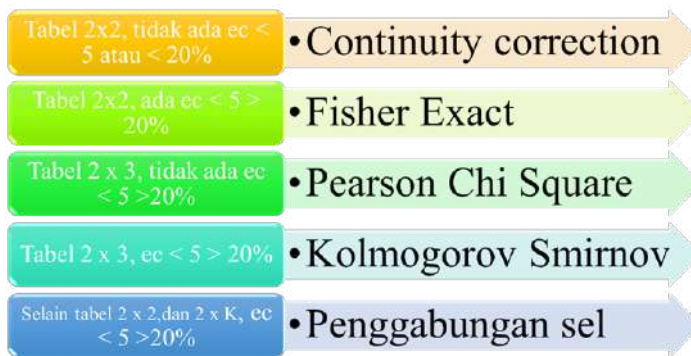 Tabel 2x2, tidak ada ec <
5 atau < 20%
•Continuity correction
Tabel 2x2, ada ec < 5 >
20%
•Fisher Exact
Tabel 2 x 3, tidak ada ec
< 5 >20%
•Pearson Chi Square
Tabel 2 x 3, ec < 5 > 20%
•Kolmogorov Smirnov
Selain tabel 2 x 2,dan 2 x K, ec
< 5 >20%
•Penggabungan sel